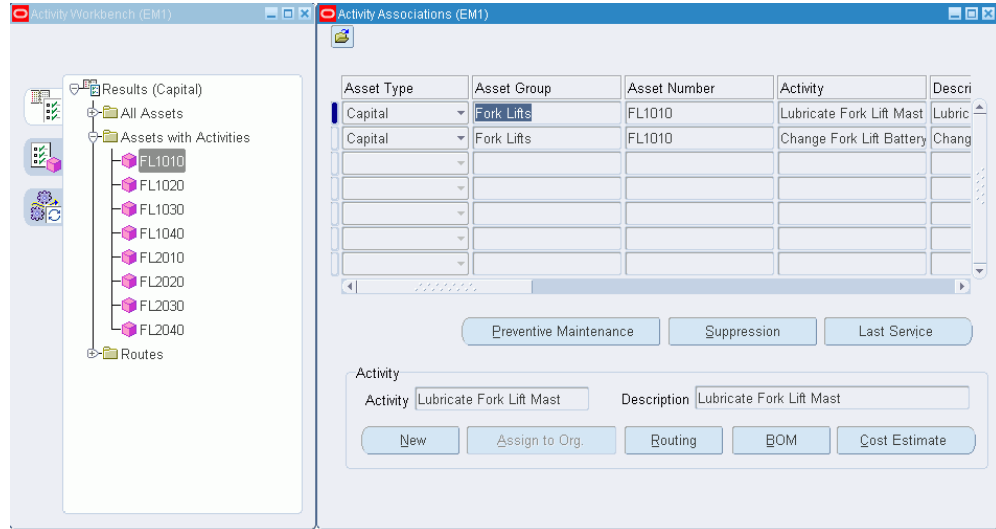 Activity Workbench (EM1)
Results (Capital)
All Assets
Assets with Activities
FL1010
FL1020
FL1030
FL1040
FL2010
FL2020
FL2030
FL2040
Routes
Activity Associations (EM1)
Asset Type Asset Group Asset Number Activity Descri
Capital Fork Lifts FL1010 Lubricate Fork Lift Mast Lubric
Capital Fork Lifts FL1010 Change Fork Lift Battery Chang
Preventive Maintenance Suppression Last Service
Activity
Activity Lubricate Fork Lift Mast Description Lubricate Fork Lift Mast
New Assign to Org. Routing BOM Cost Estimate